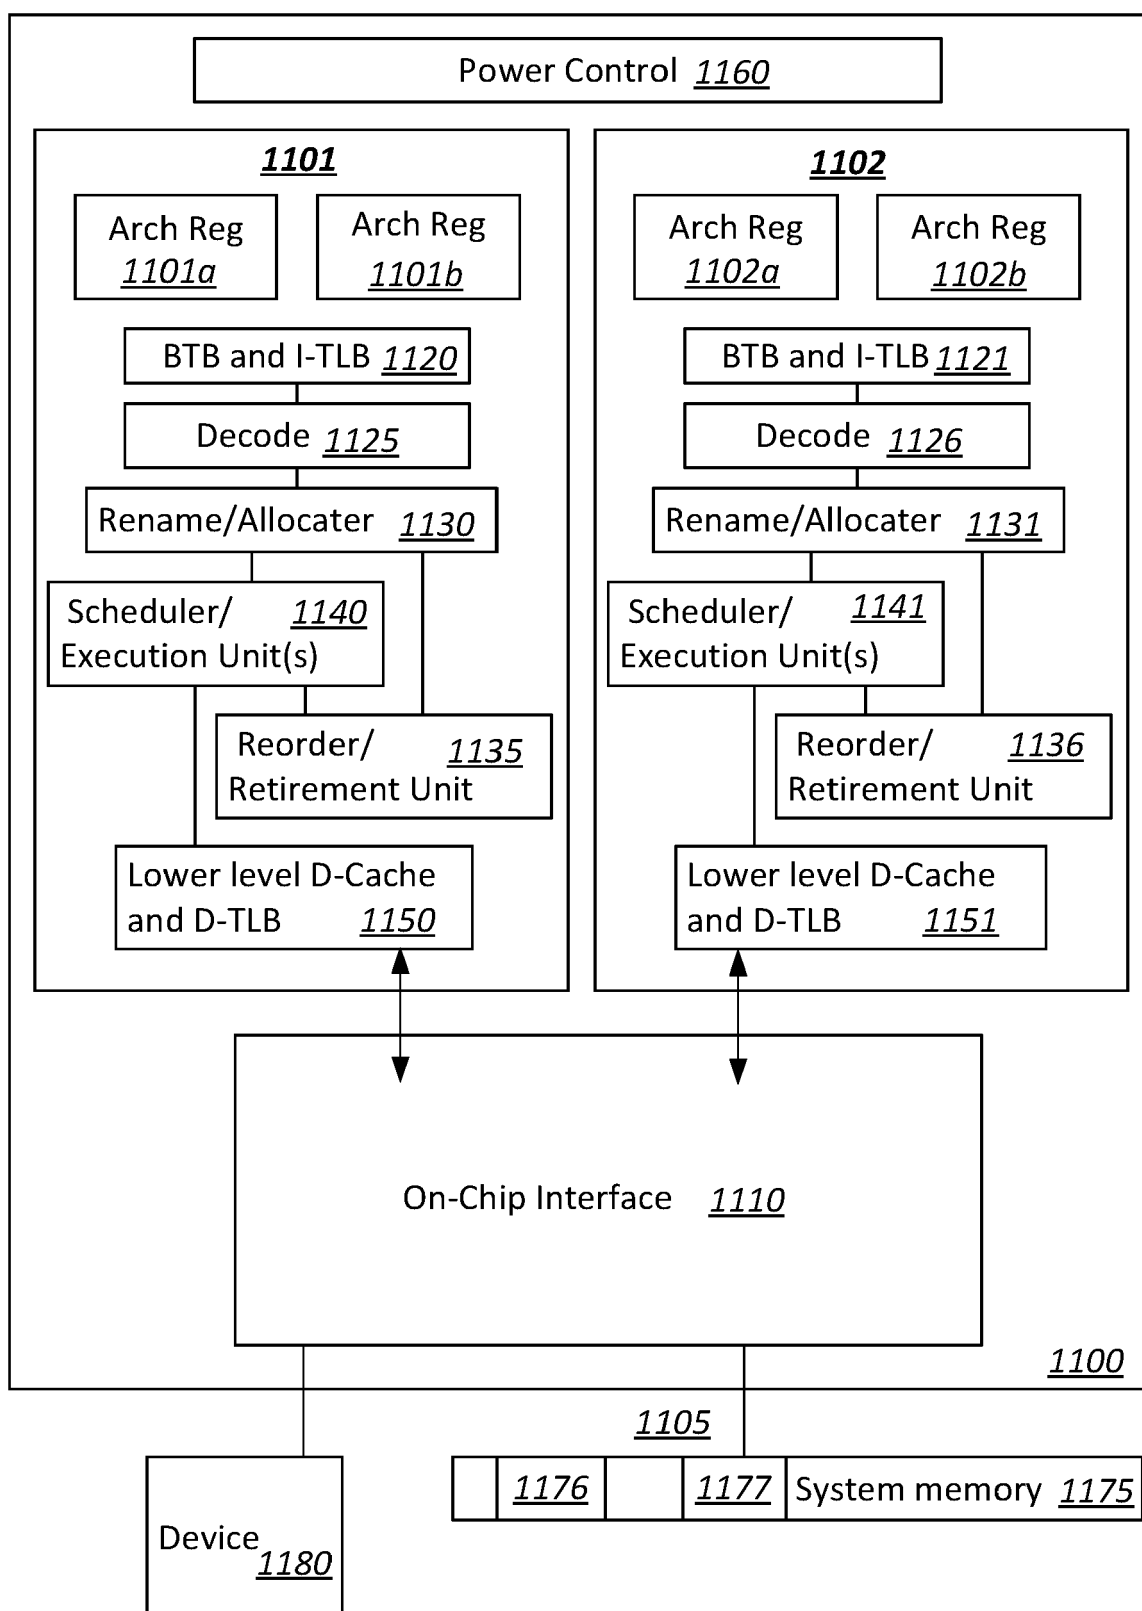 Power Control 1160
1101
Arch Reg
1101a
Arch Reg
1101b
BTB and I-TLB 1120
Decode 1125
Rename/Allocater 1130
Scheduler/ 1140
Execution Unit(s)
Reorder/ 1135
Retirement Unit
Lower level D-Cache
and D-TLB 1150
1102
Arch Reg
1102a
Arch Reg
1102b
BTB and I-TLB 1121
Decode 1126
Rename/Allocater 1131
Scheduler/ 1141
Execution Unit(s)
Reorder/ 1136
Retirement Unit
Lower level D-Cache
and D-TLB 1151
On-Chip Interface 1110
1100
1105
1176 1177 System memory 1175
Device 1180